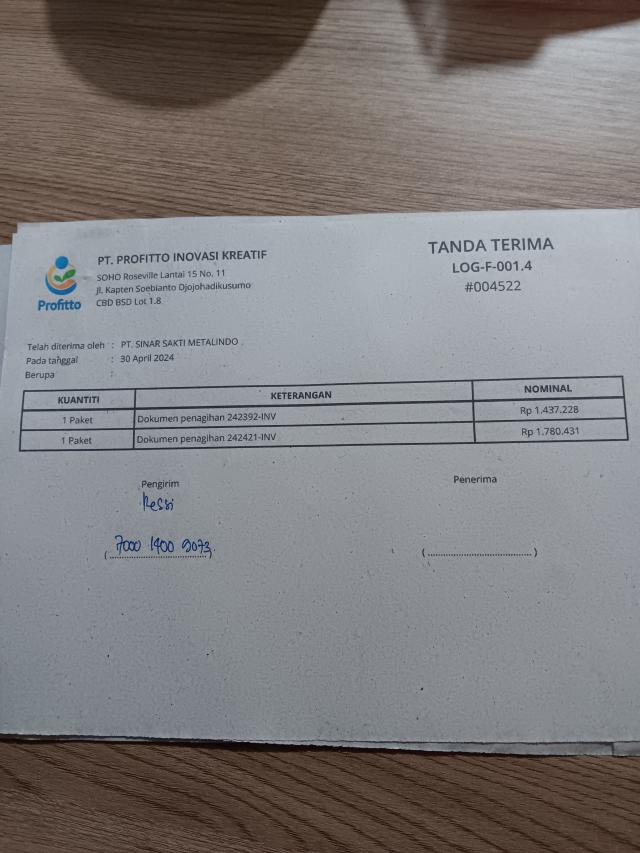 Profitto
PT. PROFITTO INOVASI KREATIF
SOHO Roseville Lantai 15 No. 11
Jl. Kapten Soebianto Djojohadikusumo
CBD BSD Lot 1.8
TANDA TERIMA
LOG-F-001.4
#004522
Telah diterima oleh : PT. SINAR SAKTI METALINDO
Pada tanggal : 30 April 2024
Berupa :
KUANTITI KETERANGAN NOMINAL
1 Paket Dokumen penagihan 242392-INV Rp 1.437.228
1 Paket Dokumen penagihan 242421-INV Rp 1.780.431
Pengirim Penerima
Ressi
(7000 1400 9073) (..............................)